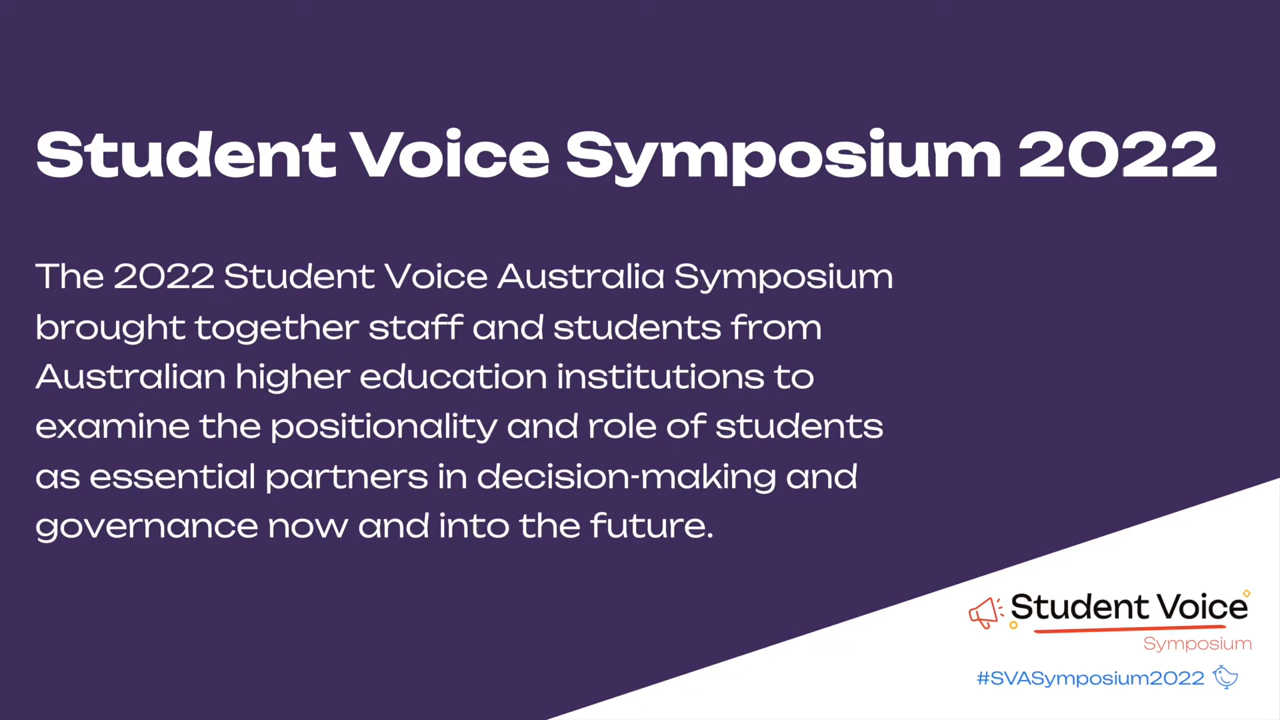 Student Voice Symposium 2022
The 2022 Student Voice Australia Symposium
brought together staff and students from
Australian higher education institutions to
examine the positionality and role of students
as essential partners in decision-making and
governance now and into the future.
Student Voice
Symposium
#SVASymposium2022